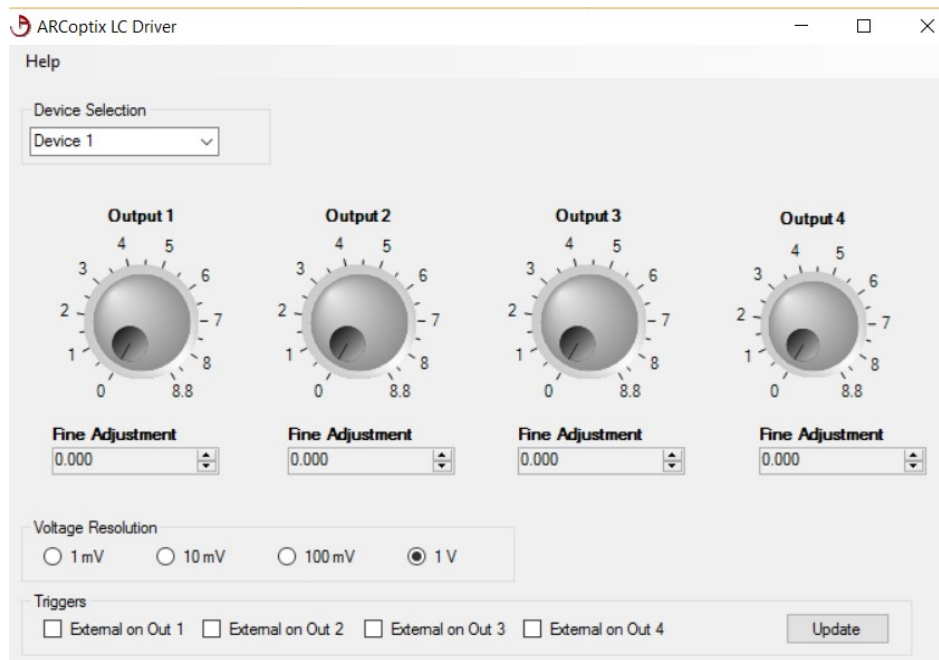 ARCoptix LC Driver
Help
Device Selection
Device 1
Output 1
Output 2
Output 3
Output 4
0 1 2 3 4 5 6 7 8 8.8
0 1 2 3 4 5 6 7 8 8.8
0 1 2 3 4 5 6 7 8 8.8
0 1 2 3 4 5 6 7 8 8.8
Fine Adjustment
Fine Adjustment
Fine Adjustment
Fine Adjustment
0.000
0.000
0.000
0.000
Voltage Resolution
1 mV
10 mV
100 mV
1 V
Triggers
External on Out 1
External on Out 2
External on Out 3
External on Out 4
Update